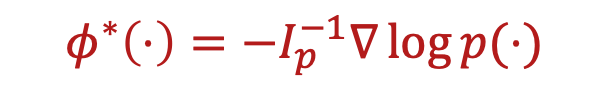 ϕ*(·) = −I_p^{−1}∇ log p(·)